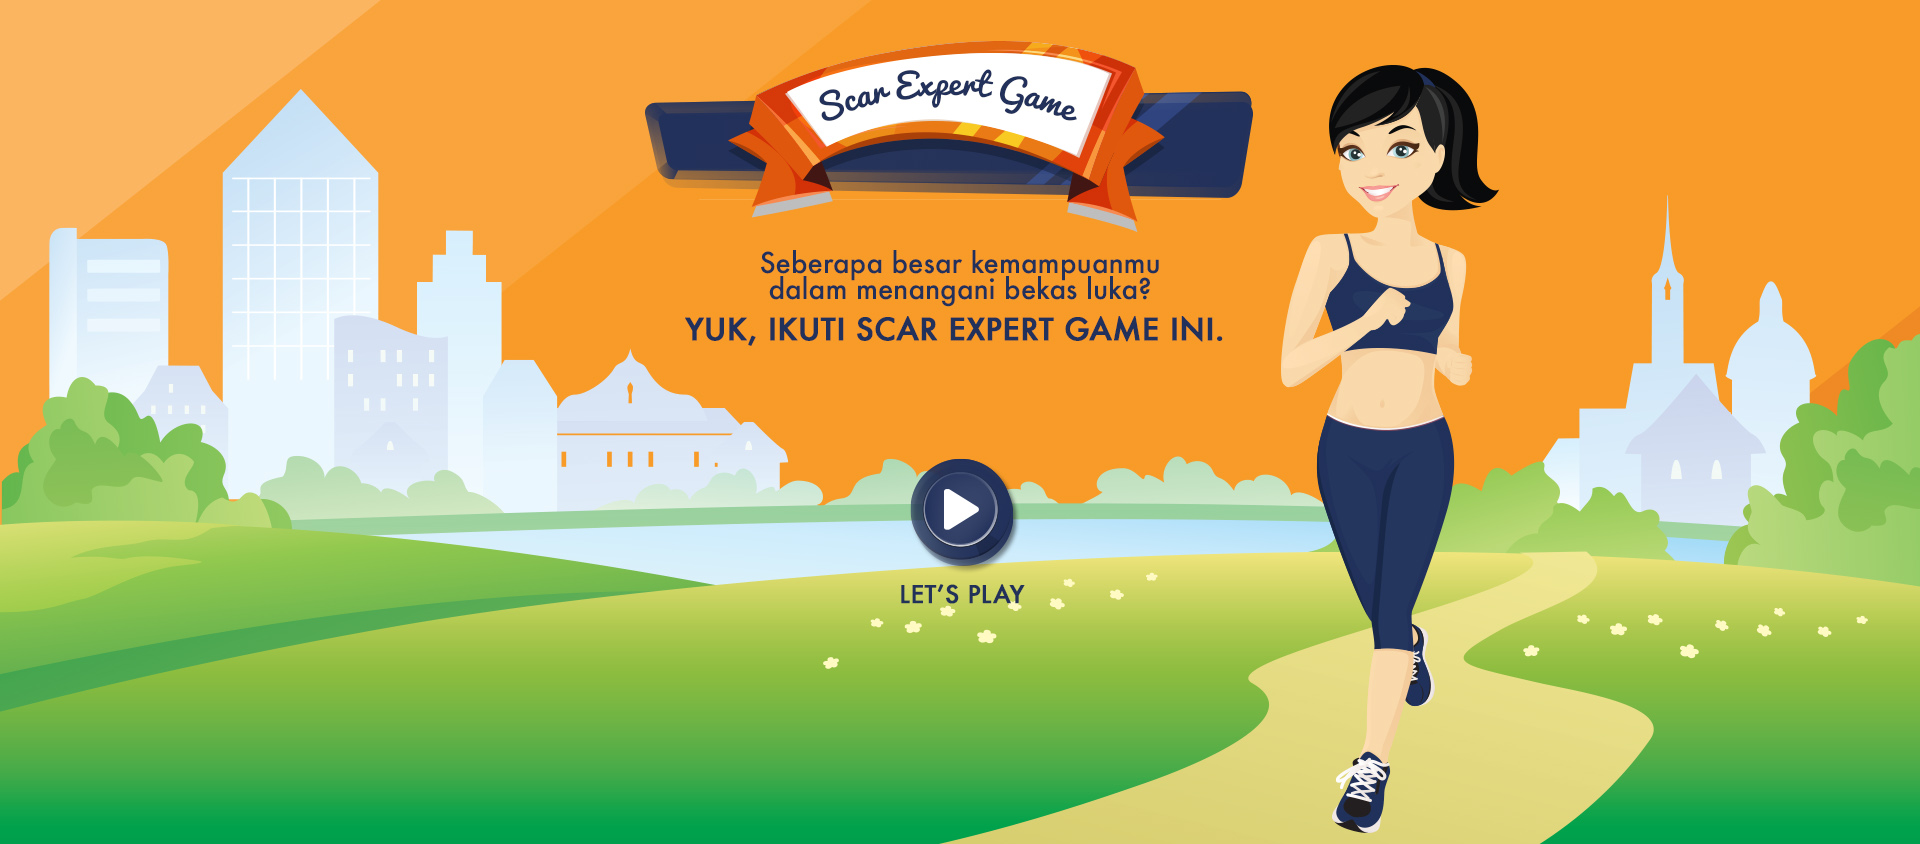 Scar Expert Game
Seberapa besar kemampuanmu
dalam menangani bekas luka?
YUK, IKUTI SCAR EXPERT GAME INI.
LET'S PLAY